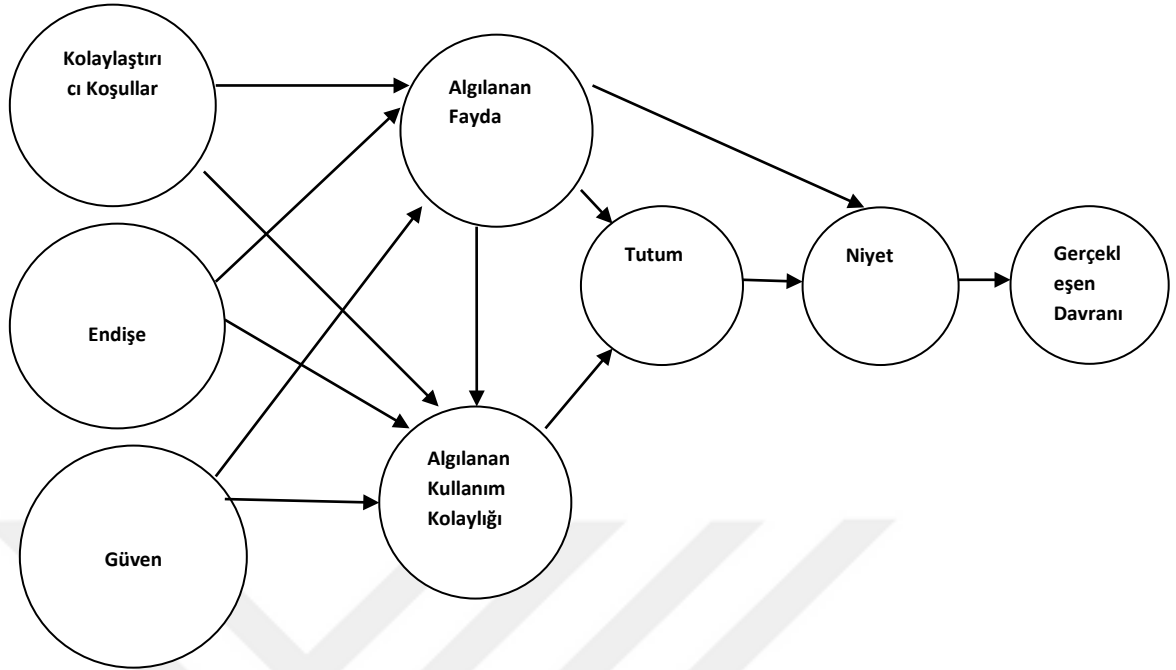 Kolaylaştırı
cı Koşullar
Algılanan
Fayda
Endişe
Tutum
Niyet
Gerçekl
eşen
Davranı
Algılanan
Kullanım
Kolaylığı
Güven